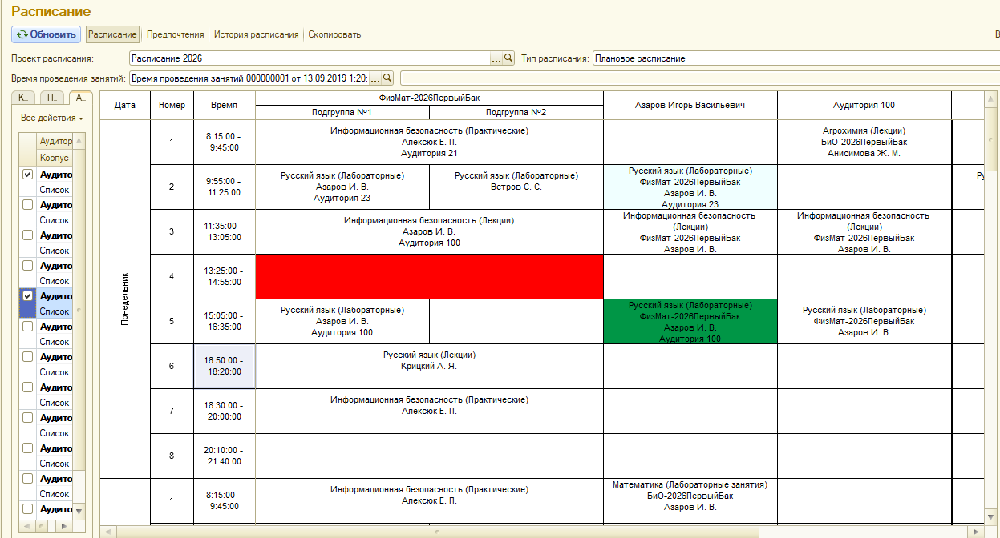 Расписание
Обновить Расписание Предпочтения История расписания Скопировать В
Проект расписания: Расписание 2026 ... Тип расписания: Плановое расписание
Время проведения занятий: Время проведения занятий 000000001 от 13.09.2019 1:20: ...
К... П... А...
Все действия
Аудитор
Корпус
Аудито
Список
Аудито
Список
Аудито
Список
Аудито
Список
Аудито
Список
Аудито
Список
Аудито
Список
Аудито
Список
Аудито
Список
Аудито
Список
Аудито
Список
Аудито
Дата Номер Время ФизМат-2026ПервыйБак Азаров Игорь Васильевич Аудитория 100
Подгруппа №1 Подгруппа №2
Понедельник
1
8:15:00 -
9:45:00
Информационная безопасность (Практические)
Алексюк Е. П.
Аудитория 21
Агрохимия (Лекции)
БиО-2026ПервыйБак
Анисимова Ж. М.
2
9:55:00 -
11:25:00
Русский язык (Лабораторные)
Азаров И. В.
Аудитория 23
Русский язык (Лабораторные)
Ветров С. С.
Русский язык (Лабораторные)
ФизМат-2026ПервыйБак
Азаров И. В.
Аудитория 23
Ру
3
11:35:00 -
13:05:00
Информационная безопасность (Лекции)
Азаров И. В.
Аудитория 100
Информационная безопасность
(Лекции)
ФизМат-2026ПервыйБак
Азаров И. В.
Информационная безопасность
(Лекции)
ФизМат-2026ПервыйБак
Азаров И. В.
4
13:25:00 -
14:55:00
5
15:05:00 -
16:35:00
Русский язык (Лабораторные)
Азаров И. В.
Аудитория 100
Русский язык (Лабораторные)
ФизМат-2026ПервыйБак
Азаров И. В.
Аудитория 100
Русский язык (Лабораторные)
ФизМат-2026ПервыйБак
Азаров И. В.
6
16:50:00 -
18:20:00
Русский язык (Лекции)
Крицкий А. Я.
7
18:30:00 -
20:00:00
Информационная безопасность (Практические)
Алексюк Е. П.
8
20:10:00 -
21:40:00
1
8:15:00 -
9:45:00
Информационная безопасность (Практические)
Алексюк Е. П.
Математика (Лабораторные занятия)
БиО-2026ПервыйБак
Азаров И. В.